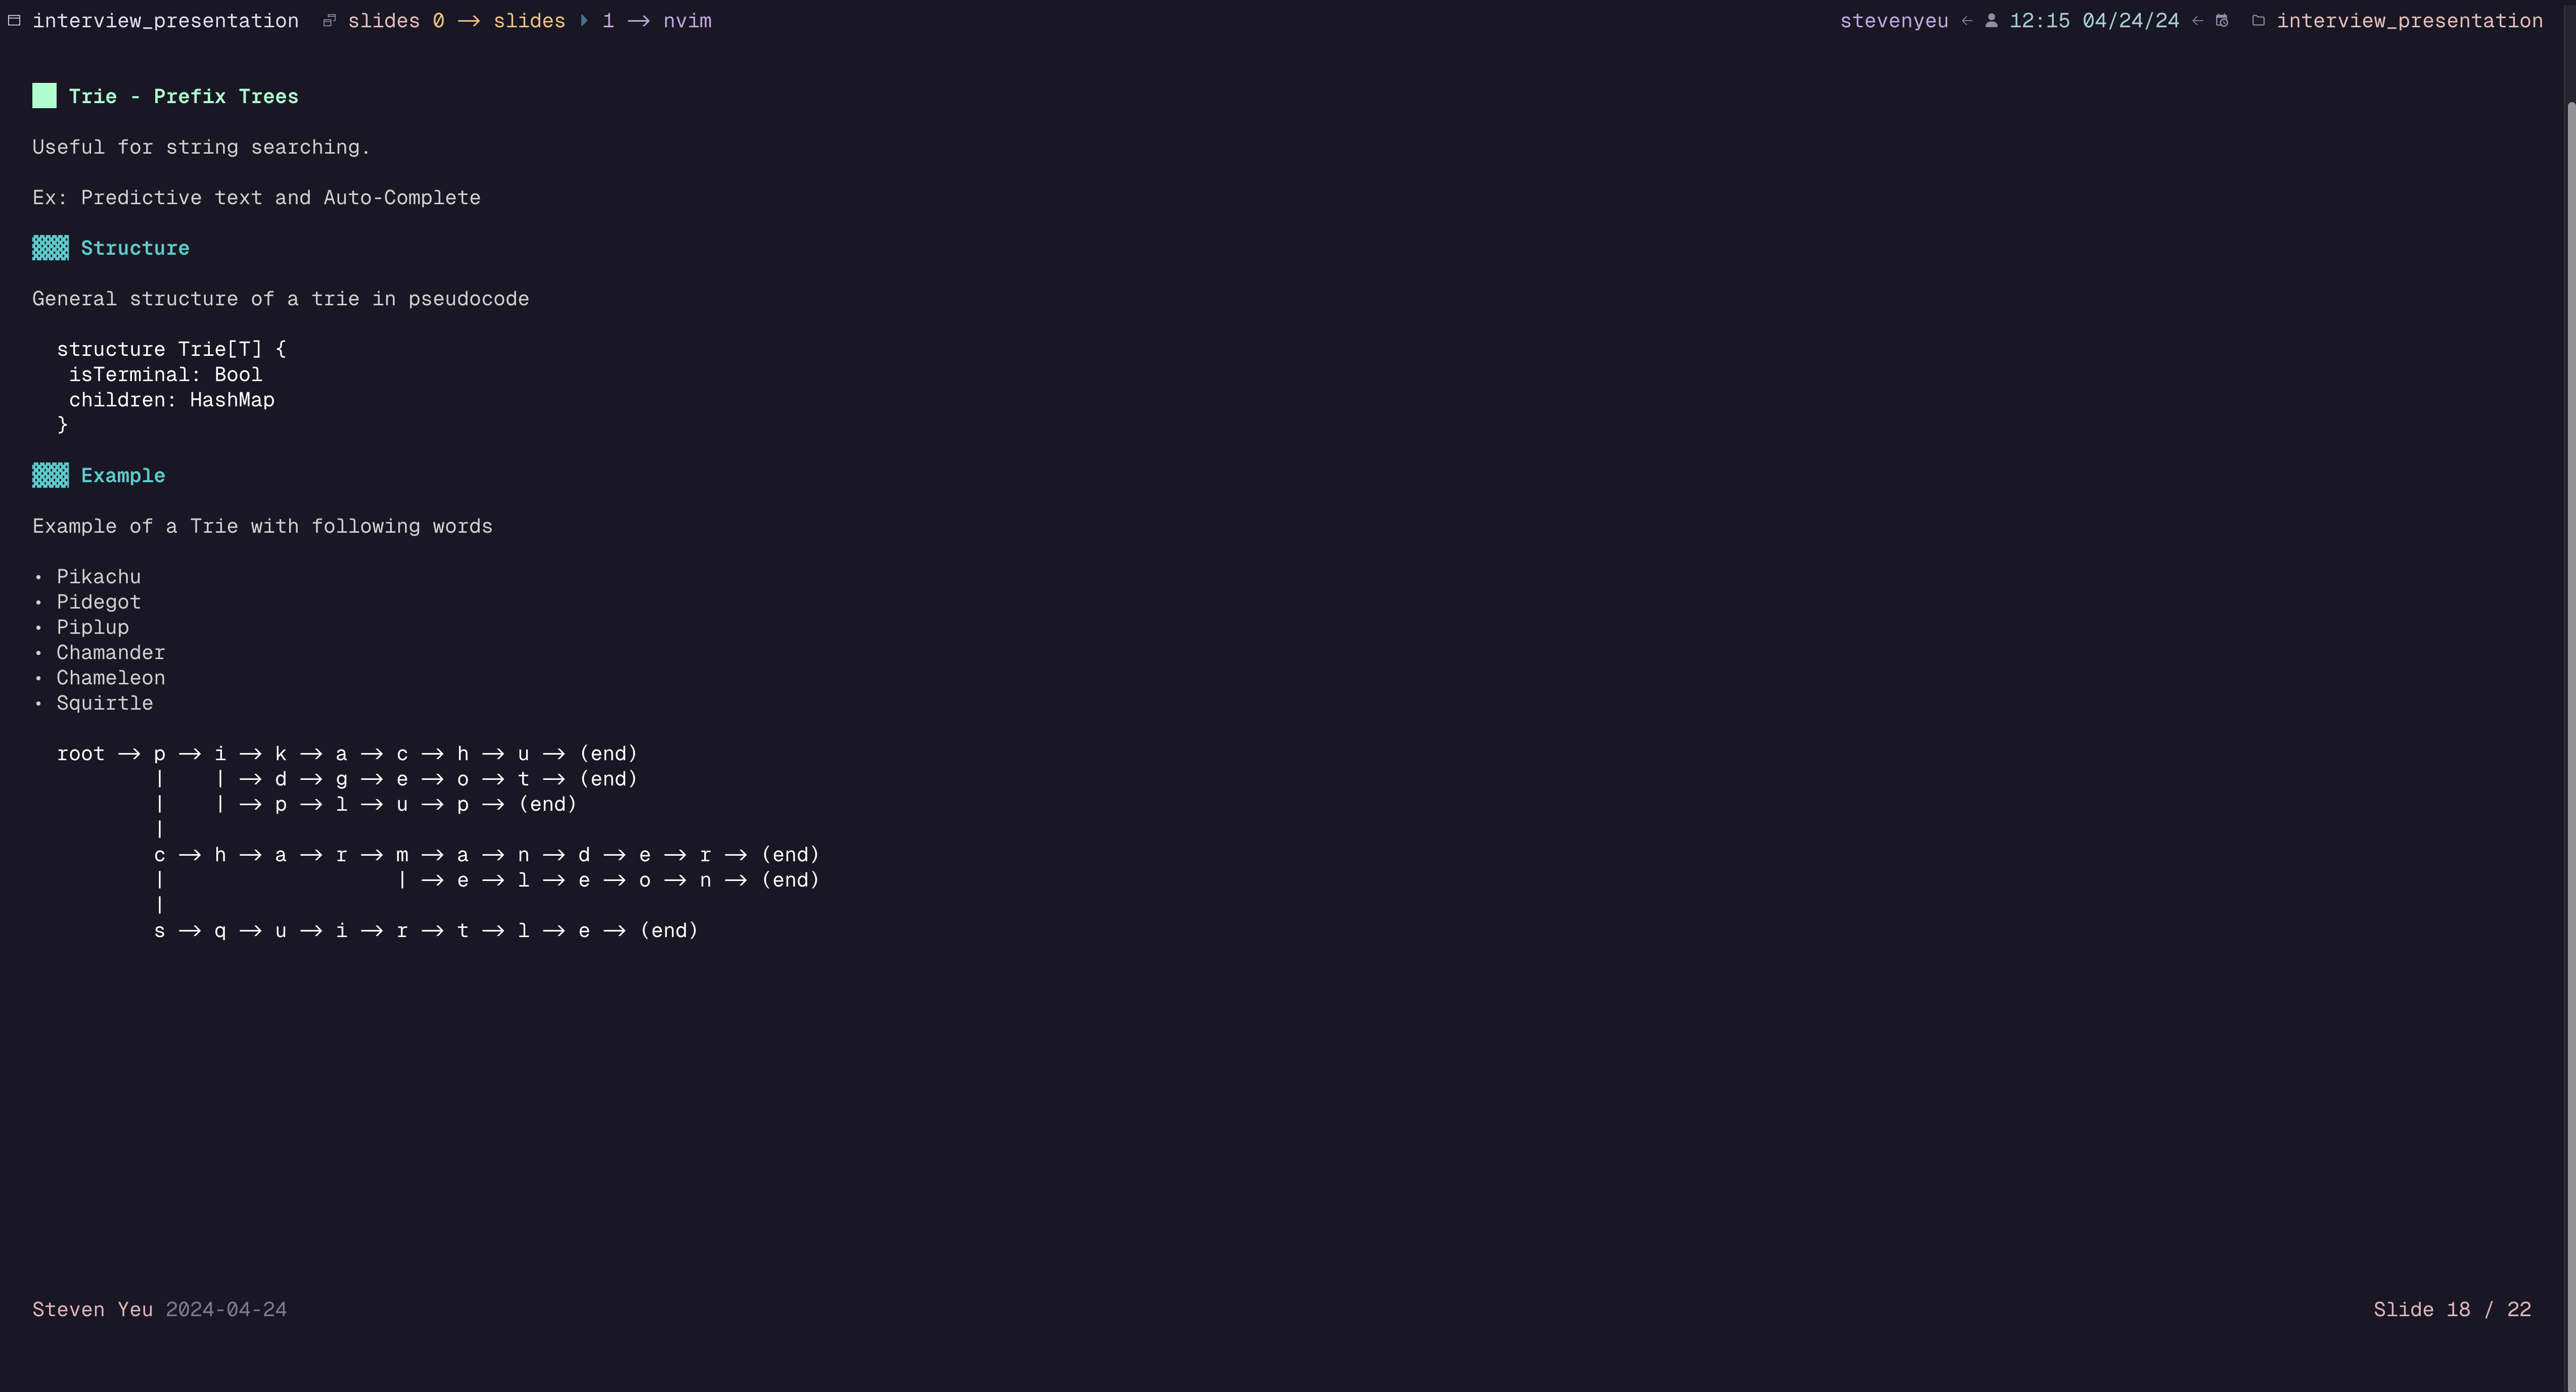 interview_presentation slides 0 → slides 1 → nvim stevenyeu ← 12:15 04/24/24 ← interview_presentation
Trie - Prefix Trees
Useful for string searching.
Ex: Predictive text and Auto-Complete
Structure
General structure of a trie in pseudocode
structure Trie[T] {
isTerminal: Bool
children: HashMap
}
Example
Example of a Trie with following words
• Pikachu
• Pidegot
• Piplup
• Chamander
• Chameleon
• Squirtle
root → p → i → k → a → c → h → u → (end)
|    | → d → g → e → o → t → (end)
|    | → p → l → u → p → (end)
|
c → h → a → r → m → a → n → d → e → r → (end)
|                   | → e → l → e → o → n → (end)
|
s → q → u → i → r → t → l → e → (end)
Steven Yeu 2024-04-24 Slide 18 / 22